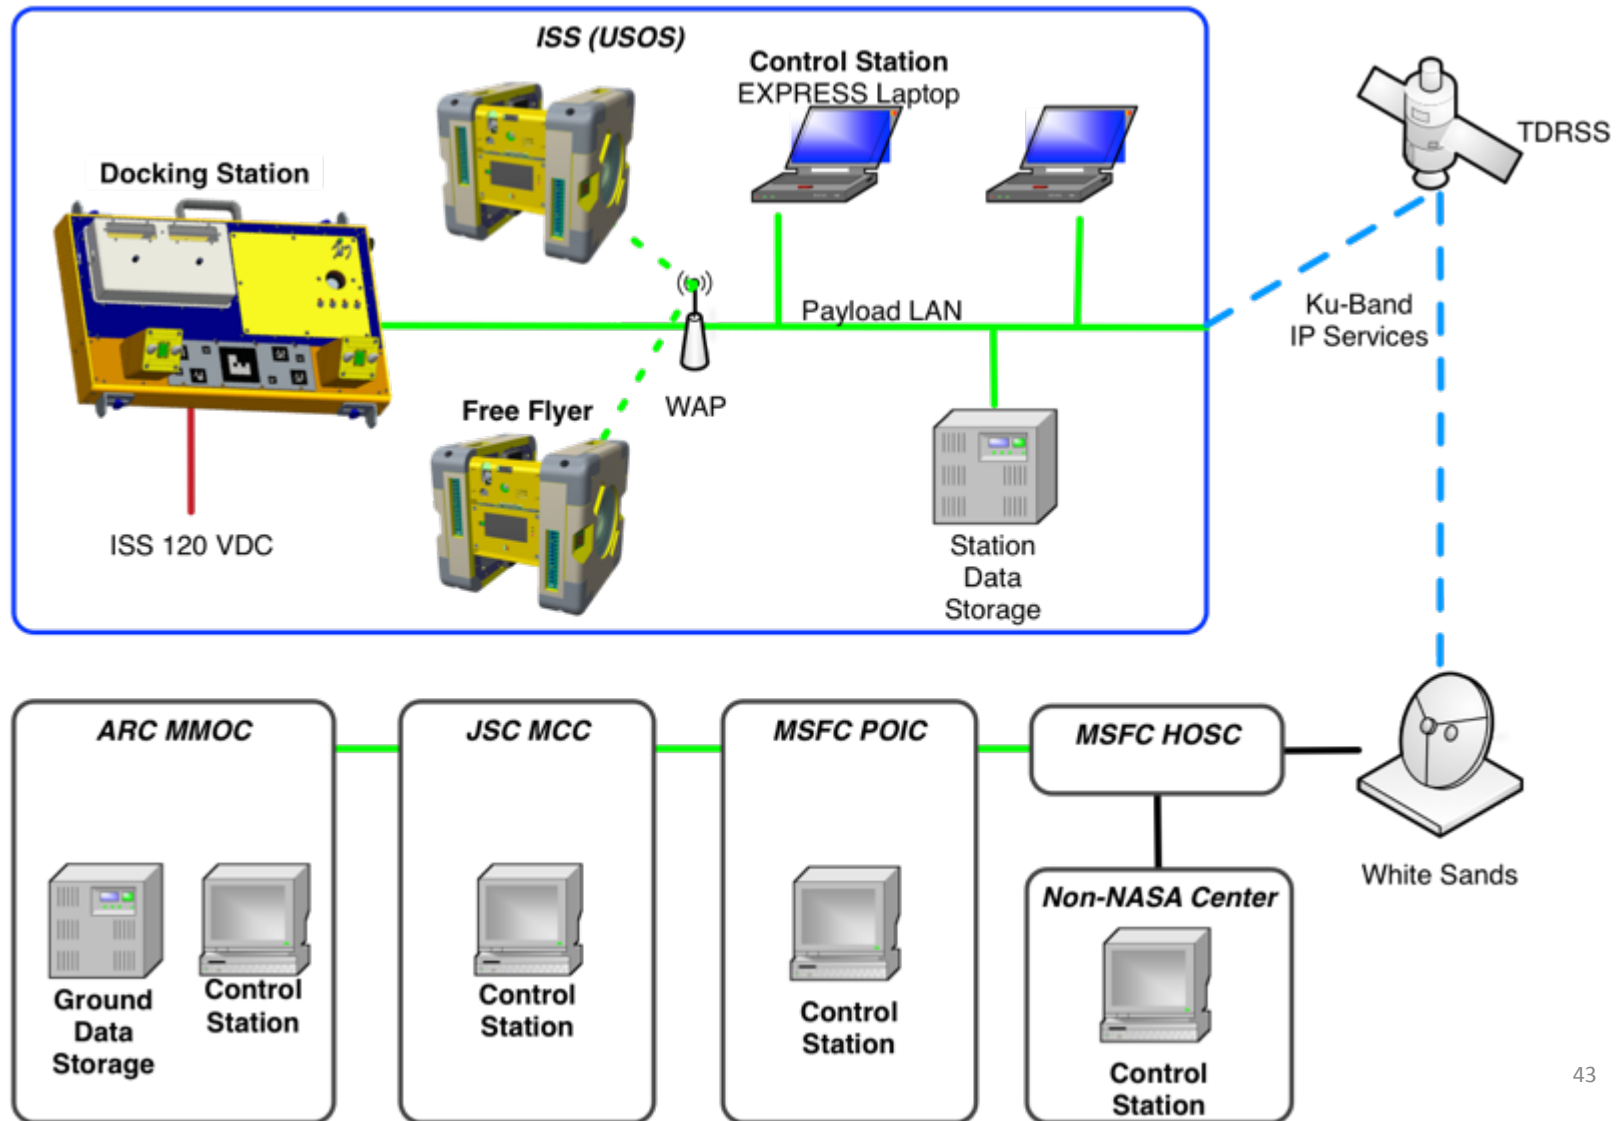 ISS (USOS)
Control Station
EXPRESS Laptop
TDRSS
Docking Station
Payload LAN
Ku-Band
IP Services
Free Flyer
WAP
ISS 120 VDC
Station
Data
Storage
ARC MMOC
JSC MCC
MSFC POIC
MSFC HOSC
White Sands
Non-NASA Center
Ground
Data
Storage
Control
Station
Control
Station
Control
Station
Control
Station
43